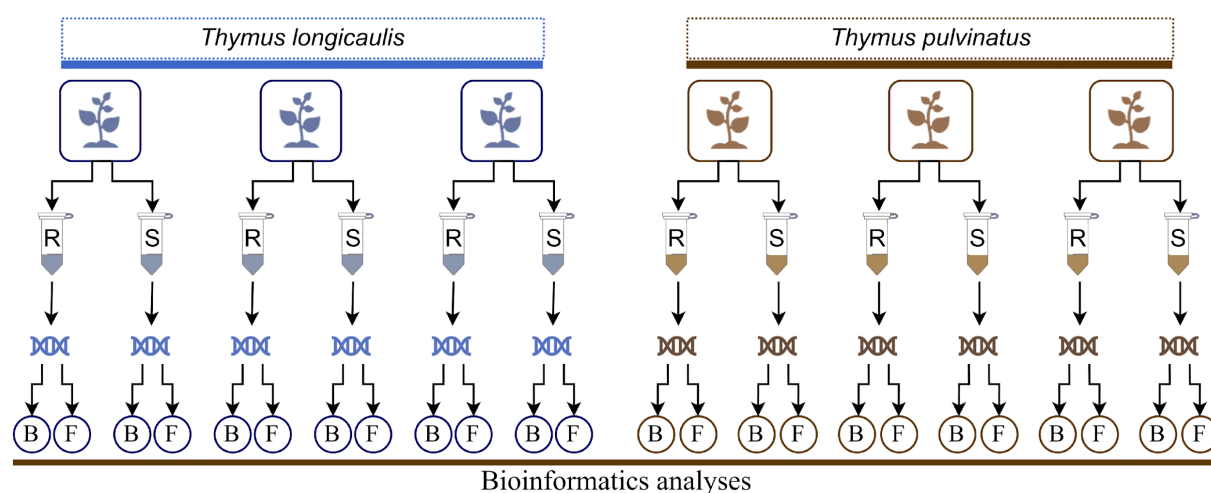 Thymus longicaulis Thymus pulvinatus
R S R S R S R S R S R S
B F B F B F B F B F B F B F B F B F B F B F B F
Bioinformatics analyses